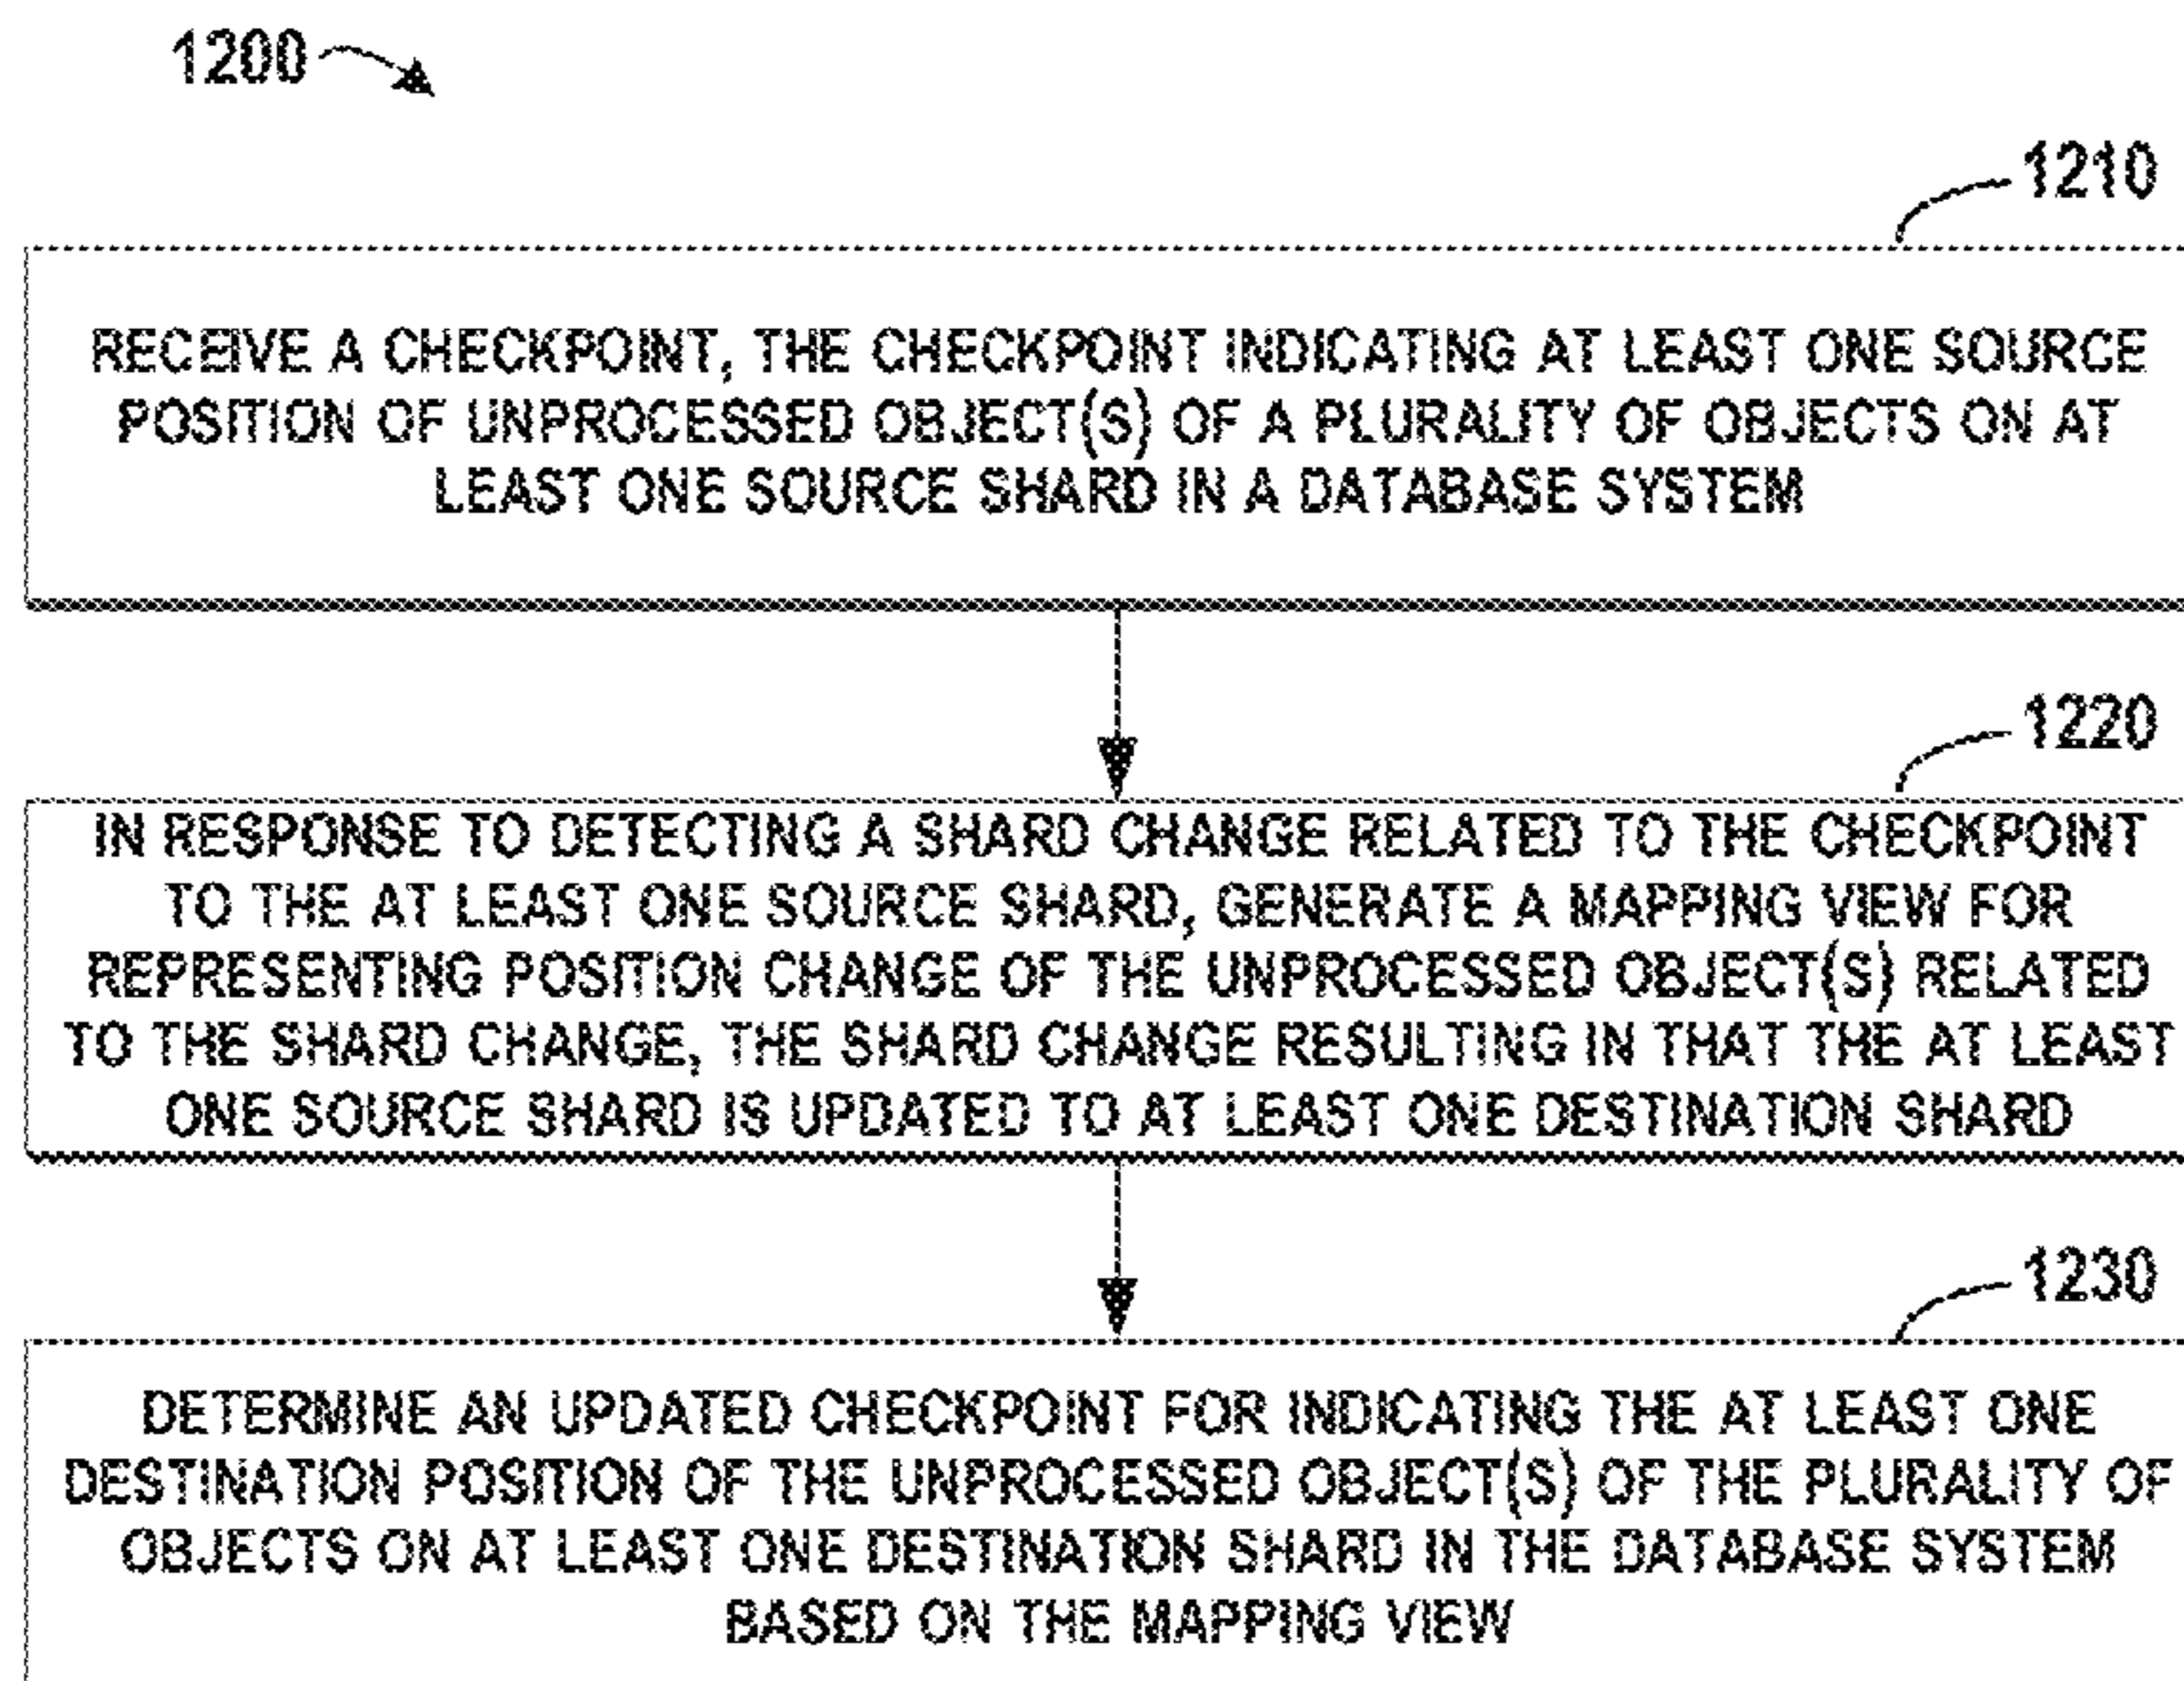 1200
1210
RECEIVE A CHECKPOINT, THE CHECKPOINT INDICATING AT LEAST ONE SOURCE
POSITION OF UNPROCESSED OBJECT(S) OF A PLURALITY OF OBJECTS ON AT
LEAST ONE SOURCE SHARD IN A DATABASE SYSTEM
1220
IN RESPONSE TO DETECTING A SHARD CHANGE RELATED TO THE CHECKPOINT
TO THE AT LEAST ONE SOURCE SHARD, GENERATE A MAPPING VIEW FOR
REPRESENTING POSITION CHANGE OF THE UNPROCESSED OBJECT(S) RELATED
TO THE SHARD CHANGE, THE SHARD CHANGE RESULTING IN THAT THE AT LEAST
ONE SOURCE SHARD IS UPDATED TO AT LEAST ONE DESTINATION SHARD
1230
DETERMINE AN UPDATED CHECKPOINT FOR INDICATING THE AT LEAST ONE
DESTINATION POSITION OF THE UNPROCESSED OBJECT(S) OF THE PLURALITY OF
OBJECTS ON AT LEAST ONE DESTINATION SHARD IN THE DATABASE SYSTEM
BASED ON THE MAPPING VIEW